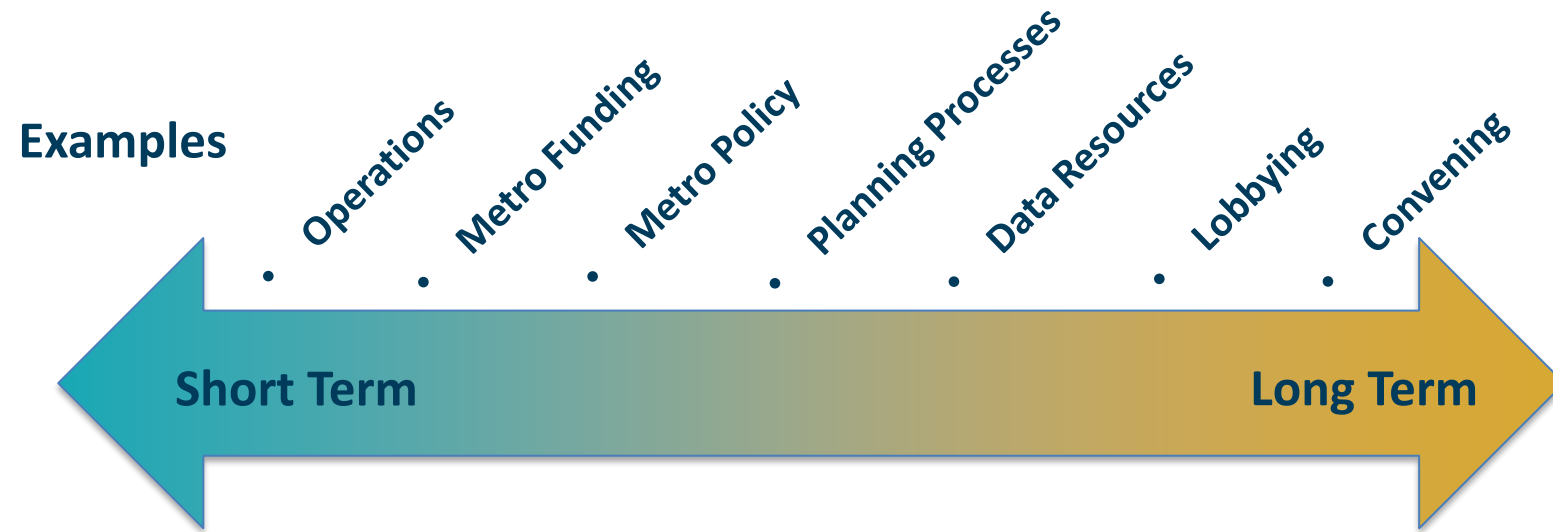 Examples
• Operations
• Metro Funding
• Metro Policy
• Planning Processes
• Data Resources
• Lobbying
• Convening
Short Term
Long Term